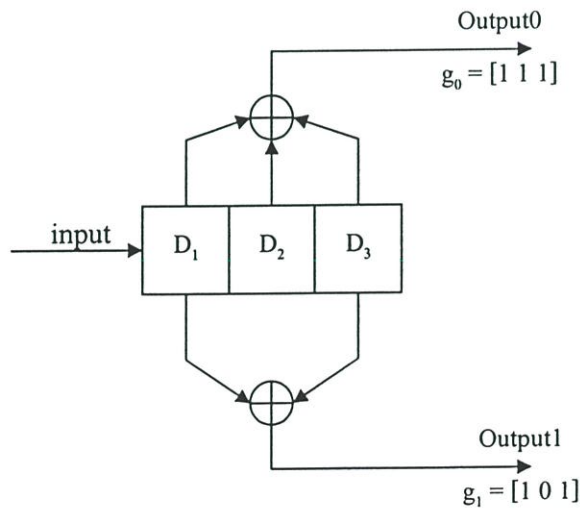 Output0
g₀ = [1 1 1]
input
D₁ D₂ D₃
Output1
g₁ = [1 0 1]